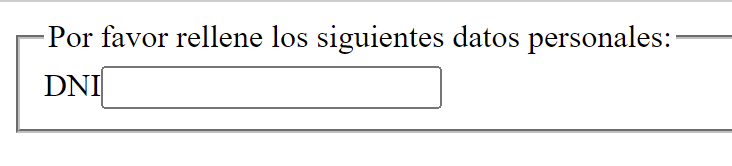 Por favor rellene los siguientes datos personales:
DNI